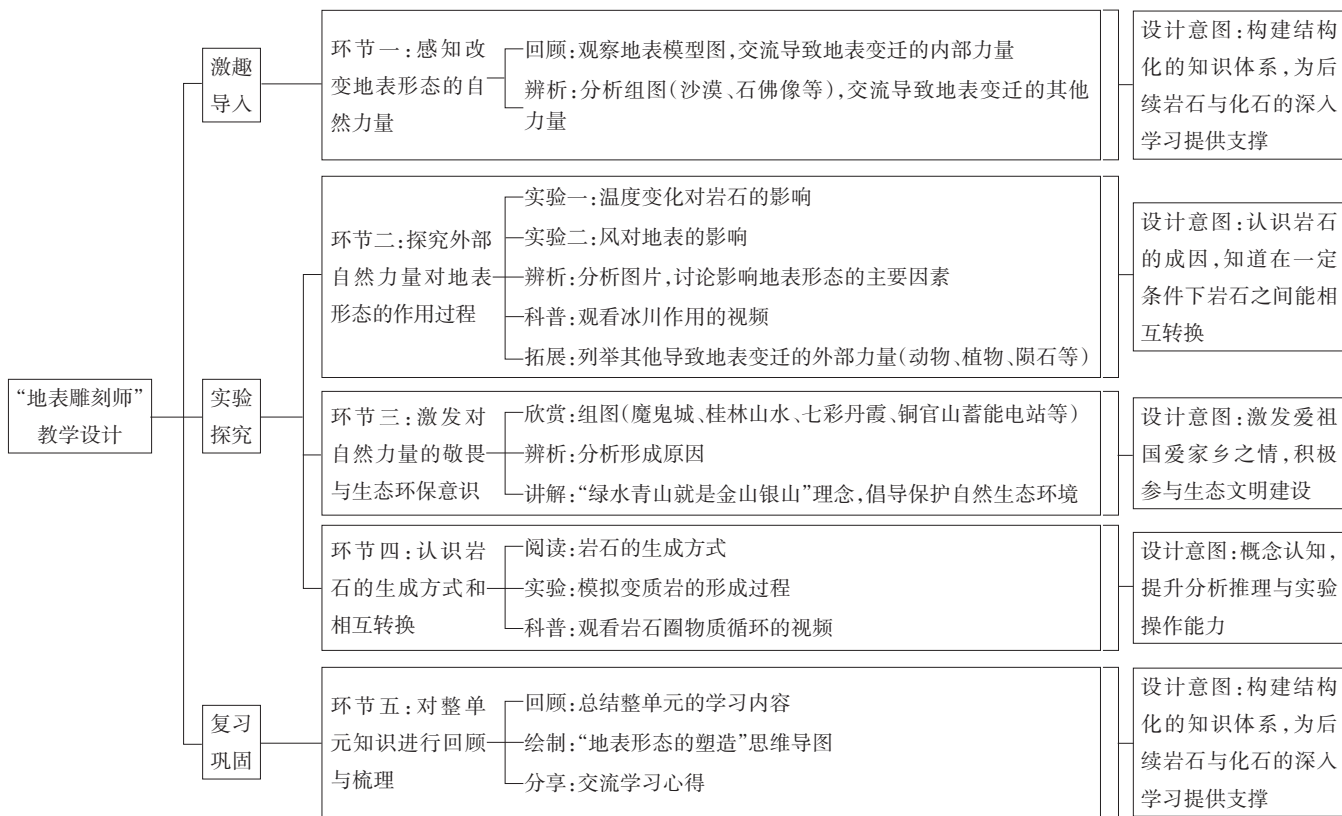 “地表雕刻师”
教学设计
激趣
导入
环节一:感知改
变地表形态的自
然力量
回顾:观察地表模型图,交流导致地表变迁的内部力量
辨析:分析组图(沙漠、石佛像等),交流导致地表变迁的其他
力量
设计意图:构建结构
化的知识体系,为后
续岩石与化石的深入
学习提供支撑
实验
探究
环节二:探究外部
自然力量对地表
形态的作用过程
实验一:温度变化对岩石的影响
实验二:风对地表的影响
辨析:分析图片,讨论影响地表形态的主要因素
科普:观看冰川作用的视频
拓展:列举其他导致地表变迁的外部力量(动物、植物、陨石等)
设计意图:认识岩石
的成因,知道在一定
条件下岩石之间能相
互转换
环节三:激发对
自然力量的敬畏
与生态环保意识
欣赏:组图(魔鬼城、桂林山水、七彩丹霞、铜官山蓄能电站等)
辨析:分析形成原因
讲解:“绿水青山就是金山银山”理念,倡导保护自然生态环境
设计意图:激发爱祖
国爱家乡之情,积极
参与生态文明建设
环节四:认识岩
石的生成方式和
相互转换
阅读:岩石的生成方式
实验:模拟变质岩的形成过程
科普:观看岩石圈物质循环的视频
设计意图:概念认知,
提升分析推理与实验
操作能力
复习
巩固
环节五:对整单
元知识进行回顾
与梳理
回顾:总结整单元的学习内容
绘制:“地表形态的塑造”思维导图
分享:交流学习心得
设计意图:构建结构
化的知识体系,为后
续岩石与化石的深入
学习提供支撑